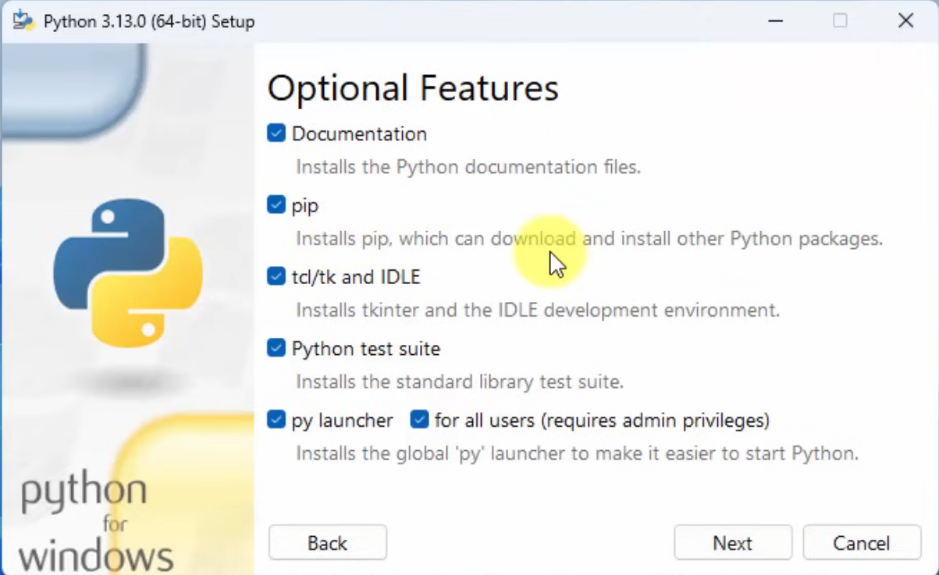 Python 3.13.0 (64-bit) Setup
Optional Features
Documentation
Installs the Python documentation files.
pip
Installs pip, which can download and install other Python packages.
tcl/tk and IDLE
Installs tkinter and the IDLE development environment.
Python test suite
Installs the standard library test suite.
py launcher for all users (requires admin privileges)
Installs the global 'py' launcher to make it easier to start Python.
python
for
windows
Back Next Cancel